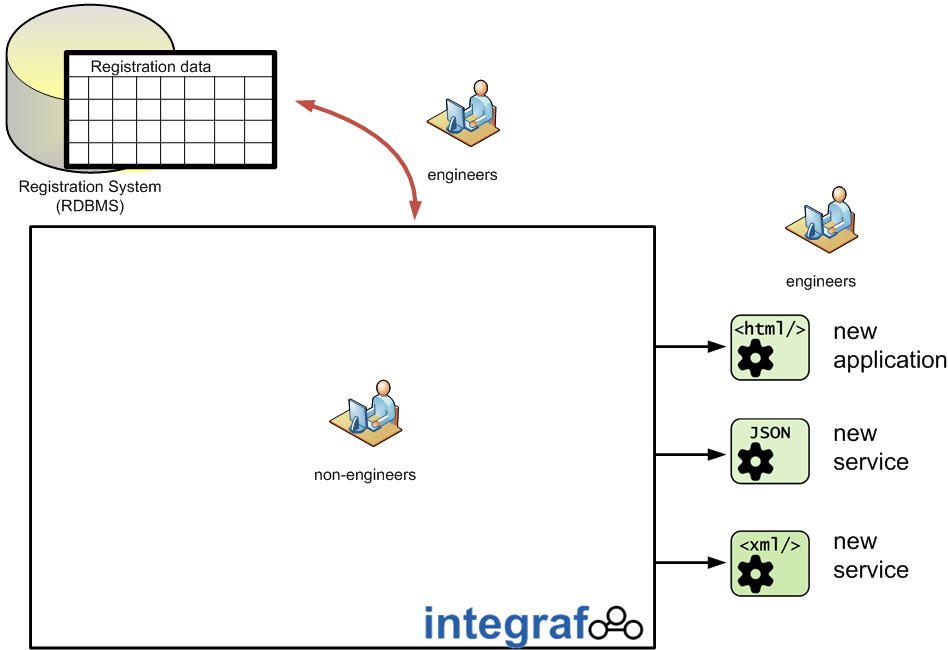 Registration data
Registration System
(RDBMS)
engineers
engineers
<html/>
new
application
non-engineers
JSON
new
service
<xml/>
new
service
integraf